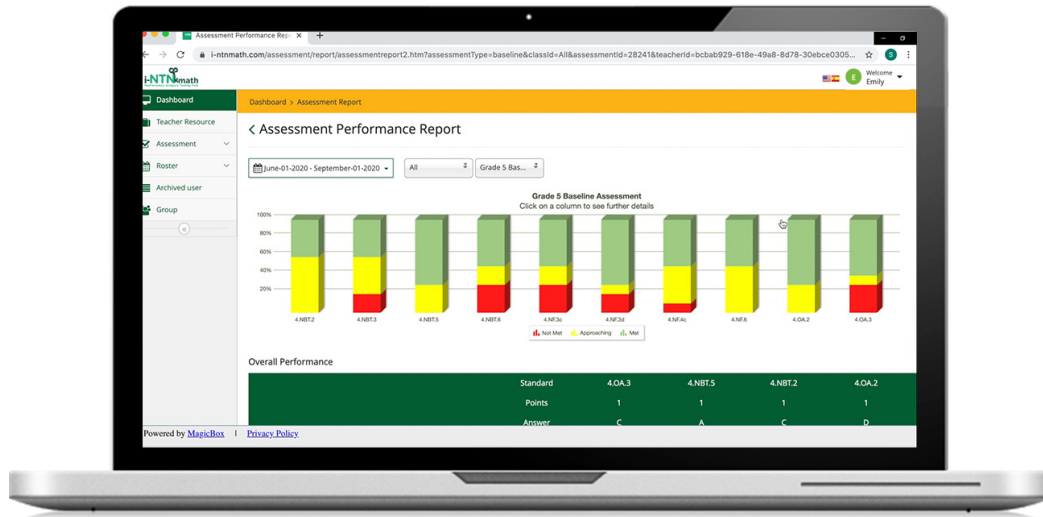 Assessment Performance Rep
i-ntnmath.com/assessment/report/assessmentreport2.htm?assessmentType=baseline&classId=All&assessmentId=28241&teacherId=bcbab929-618e-49a8-8d78-30ebce0305...
S
i-NTN math
E
Welcome
Emily
Dashboard
Teacher Resource
Assessment
Roster
Archived user
Group
Dashboard > Assessment Report
< Assessment Performance Report
June-01-2020 - September-01-2020
All
Grade 5 Bas...
Grade 5 Baseline Assessment
Click on a column to see further details
100%
80%
60%
40%
20%
4.NBT.2 4.NBT.3 4.NBT.5 4.NBT.6 4.NF.3c 4.NF.3d 4.NF.4c 4.NF.6 4.OA.2 4.OA.3
Not Met Approaching Met
Overall Performance
Standard 4.OA.3 4.NBT.5 4.NBT.2 4.OA.2
Points 1 1 1 1
Answer C A C D
Powered by MagicBox | Privacy Policy